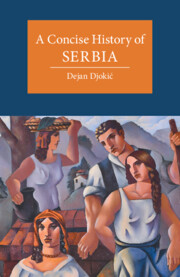 A Concise History of
SERBIA
Dejan Djokić